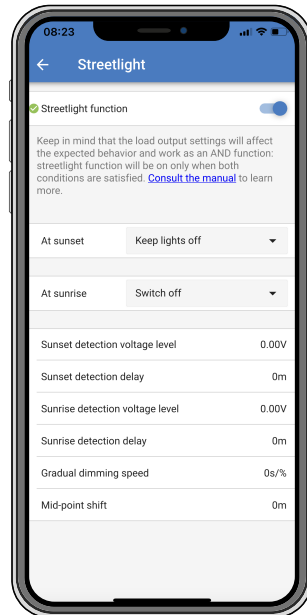 08:23
Streetlight
Streetlight function
Keep in mind that the load output settings will affect
the expected behavior and work as an AND function:
streetlight function will be on only when both
conditions are satisfied. Consult the manual to learn
more.
At sunset Keep lights off
At sunrise Switch off
Sunset detection voltage level 0.00V
Sunset detection delay 0m
Sunrise detection voltage level 0.00V
Sunrise detection delay 0m
Gradual dimming speed 0s/%
Mid-point shift 0m